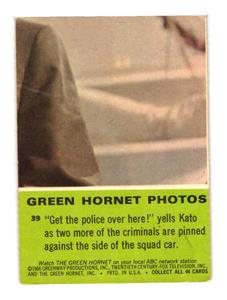 GREEN HORNET PHOTOS
39 "Get the police over here!" yells Kato
as two more of the criminals are pinned
against the side of the squad car.
Watch THE GREEN HORNET on your local ABC network station.
©1966 GREENWAY PRODUCTIONS, INC., TWENTIETH CENTURY-FOX TELEVISION, INC.,
AND THE GREEN HORNET, INC. • PRTD. IN U.S.A. • COLLECT ALL 44 CARDS